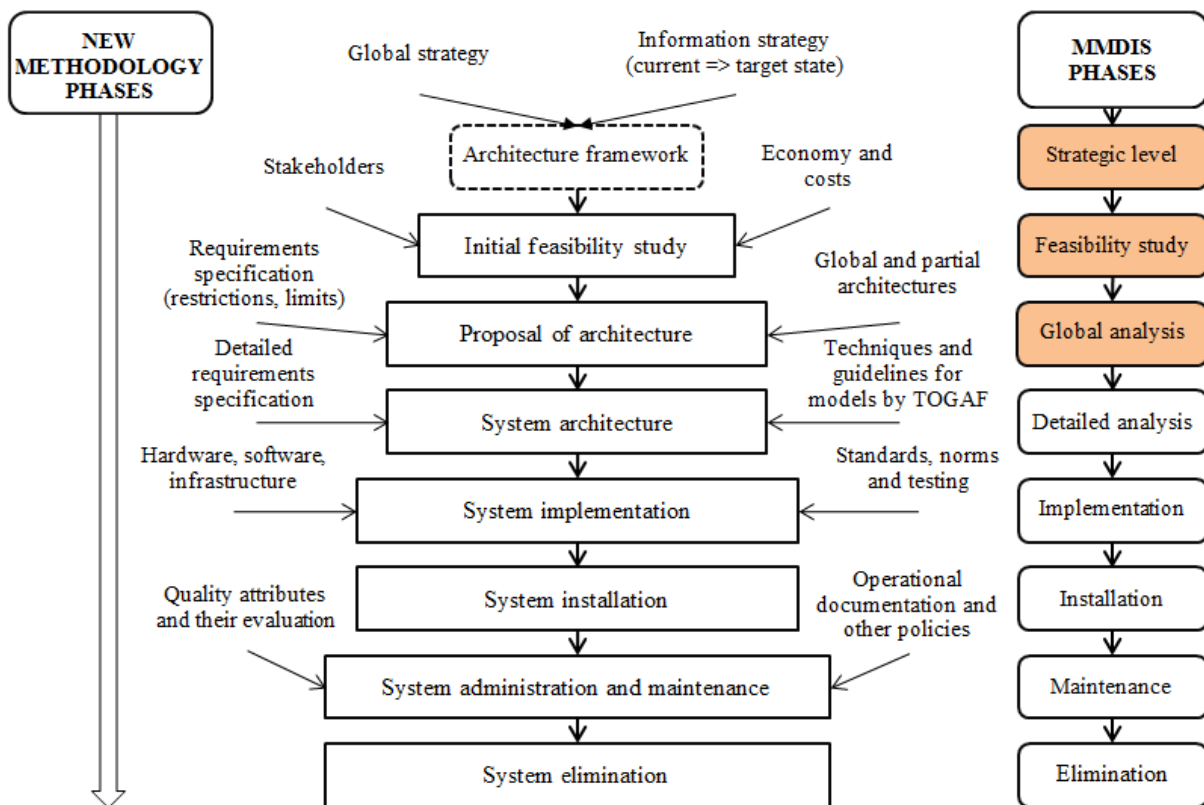 NEW
METHODOLOGY
PHASES
Global strategy
Information strategy
(current => target state)
MMDIS
PHASES
Architecture framework
Strategic level
Stakeholders
Economy and
costs
Initial feasibility study
Feasibility study
Requirements
specification
(restrictions, limits)
Global and partial
architectures
Proposal of architecture
Global analysis
Detailed
requirements
specification
Techniques and
guidelines for
models by TOGAF
System architecture
Detailed analysis
Hardware, software,
infrastructure
Standards, norms
and testing
System implementation
Implementation
System installation
Installation
Quality attributes
and their evaluation
Operational
documentation and
other policies
System administration and maintenance
Maintenance
System elimination
Elimination